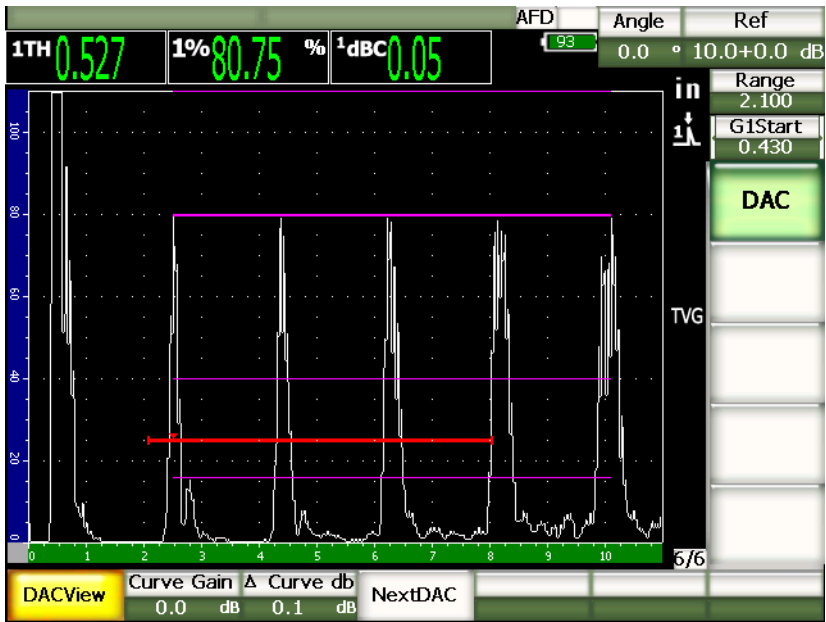 AFD Angle Ref
1TH 0.527 1% 80.75 % 1dBC 0.05 93 0.0 ° 10.0+0.0 dB
in Range
2.100
1 G1Start
0.430
DAC
TVG
100
80
60
40
20
0
0 1 2 3 4 5 6 7 8 9 10 6/6
DACView Curve Gain Δ Curve db NextDAC
0.0 dB 0.1 dB